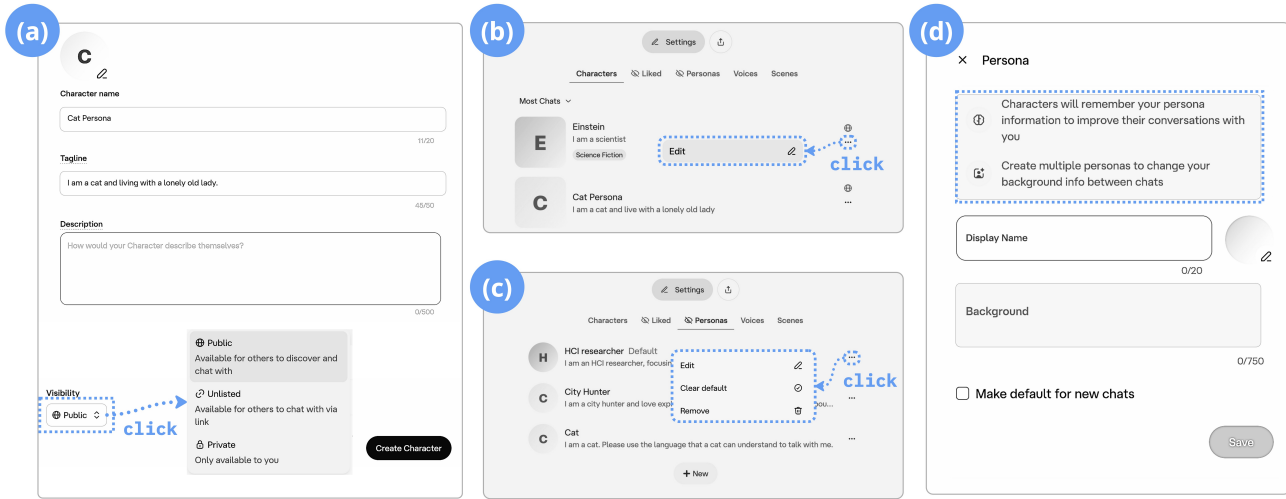 (a)
C
Character name
Cat Persona
11/20
Tagline
I am a cat and living with a lonely old lady.
45/50
Description
How would your Character describe themselves?
0/500
Visibility
Public
click
Public
Available for others to discover and
chat with
Unlisted
Available for others to chat with via
link
Private
Only available to you
Create Character
(b)
Settings
Characters Liked Personas Voices Scenes
Most Chats
E
Einstein
I am a scientist
Science Fiction
Edit
click
C
Cat Persona
I am a cat and live with a lonely old lady
(c)
Settings
Characters Liked Personas Voices Scenes
H
HCI researcher Default
I am an HCI researcher, focusin
C
City Hunter
I am a city hunter and love exp
ou...
C
Cat
I am a cat. Please use the language that a cat can understand to talk with me.
Edit
Clear default
Remove
click
+ New
(d)
Persona
Characters will remember your persona
information to improve their conversations with
you
Create multiple personas to change your
background info between chats
Display Name
0/20
Background
0/750
Make default for new chats
Save